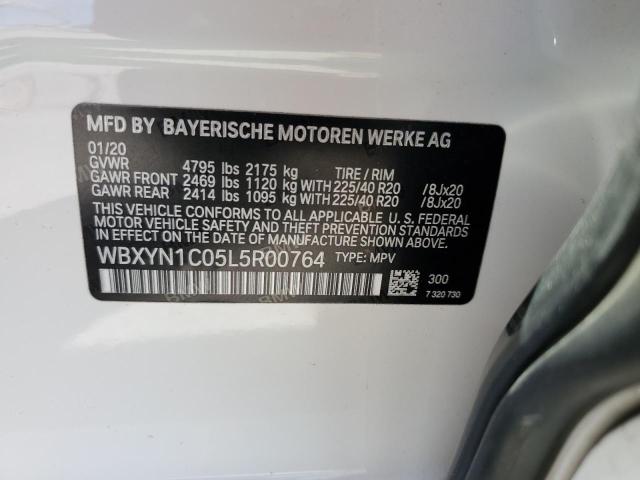 MFD BY BAYERISCHE MOTOREN WERKE AG
01/20
GVWR 4795 lbs 2175 kg TIRE / RIM
GAWR FRONT 2469 lbs 1120 kg WITH 225/40 R20 /8Jx20
GAWR REAR 2414 lbs 1095 kg WITH 225/40 R20 /8Jx20
THIS VEHICLE CONFORMS TO ALL APPLICABLE U. S. FEDERAL
MOTOR VEHICLE SAFETY AND THEFT PREVENTION STANDARDS
IN EFFECT ON THE DATE OF MANUFACTURE SHOWN ABOVE.
WBXYN1C05L5R00764 TYPE: MPV
300
7 320 730